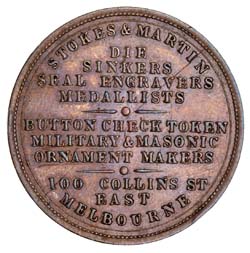 STOKES & MARTIN
DIE
SINKERS
SEAL ENGRAVERS
MEDALLISTS
BUTTON CHECK TOKEN
MILITARY & MASONIC
ORNAMENT MAKERS
100 COLLINS ST
EAST
MELBOURNE